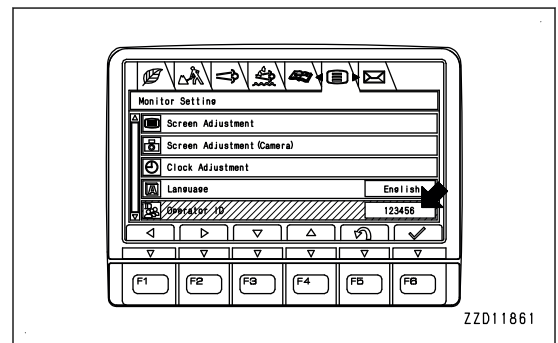 Monitor Setting
Screen Adjustment
Screen Adjustment(Camera)
Clock Adjustment
A Language English
Operator ID 123456
F1 F2 F3 F4 F5 F6
ZZD11861